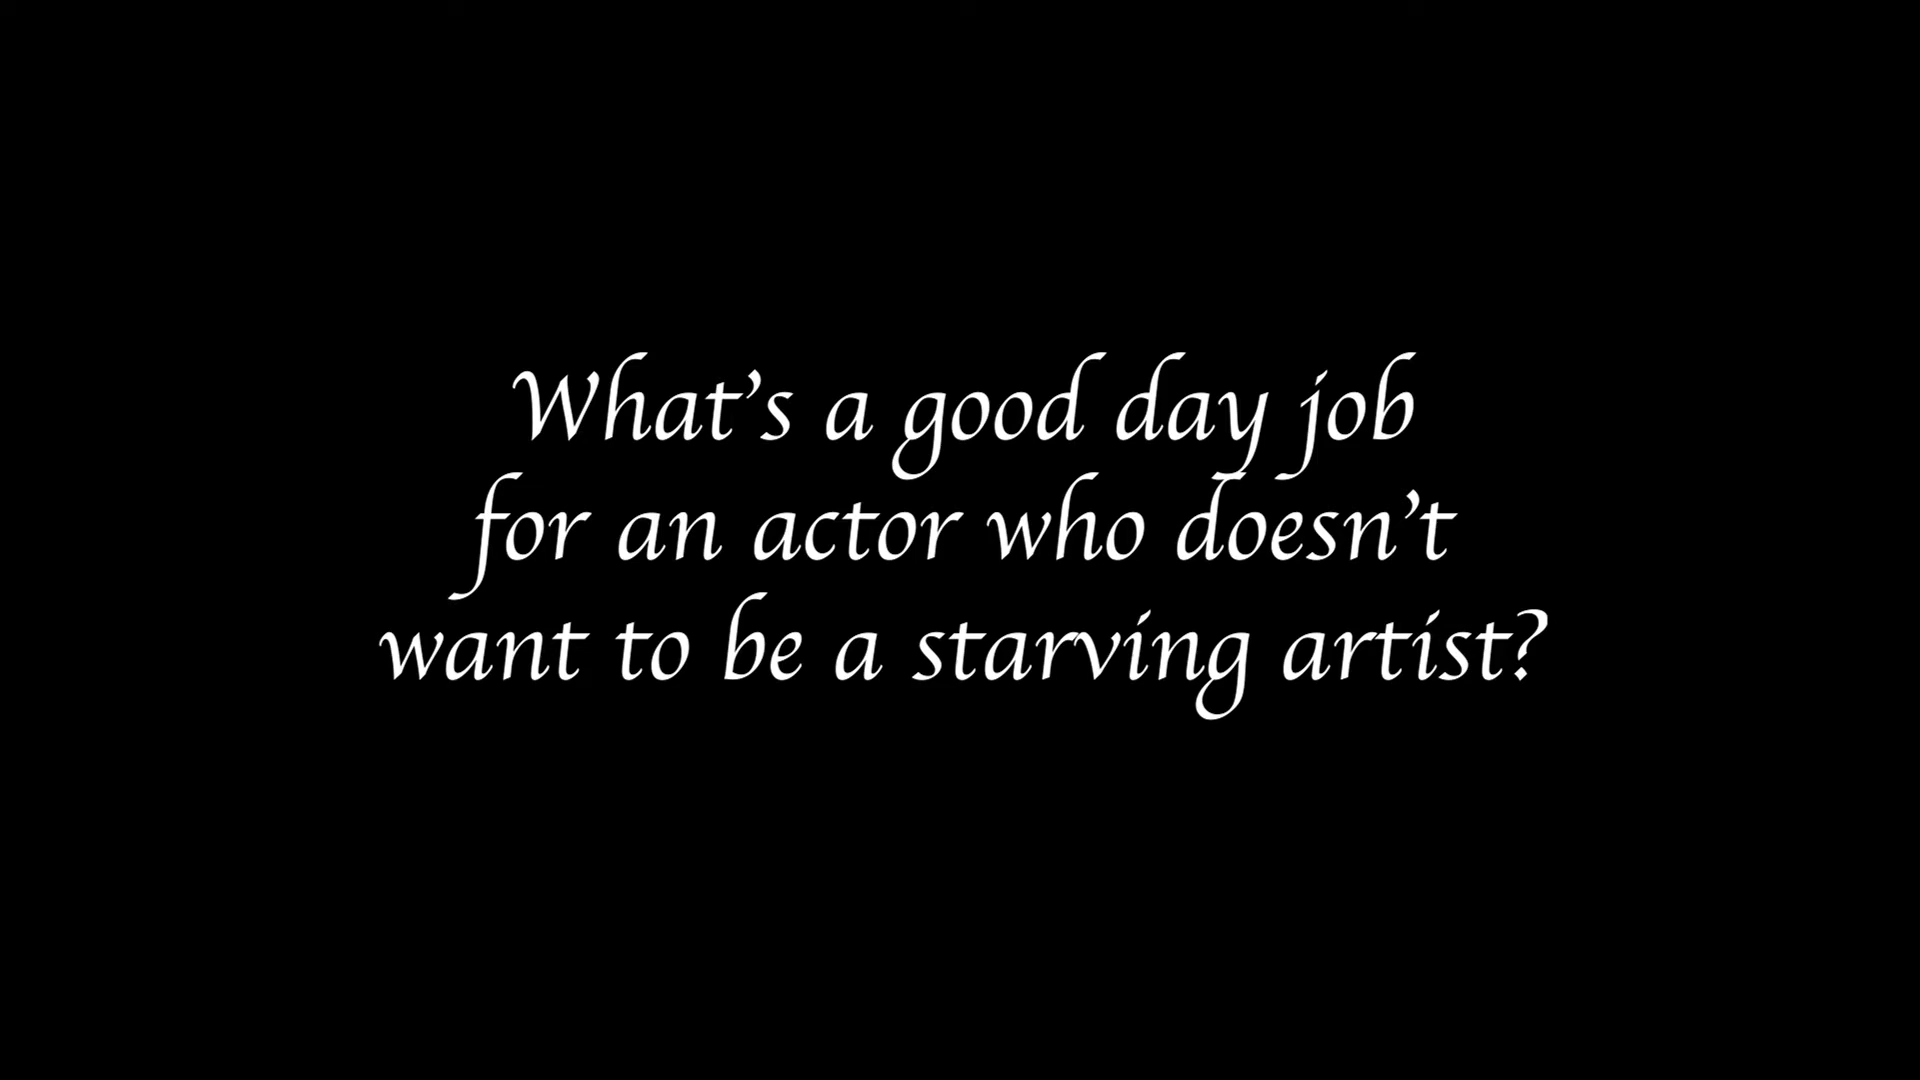 What's a good day job
for an actor who doesn't
want to be a starving artist?